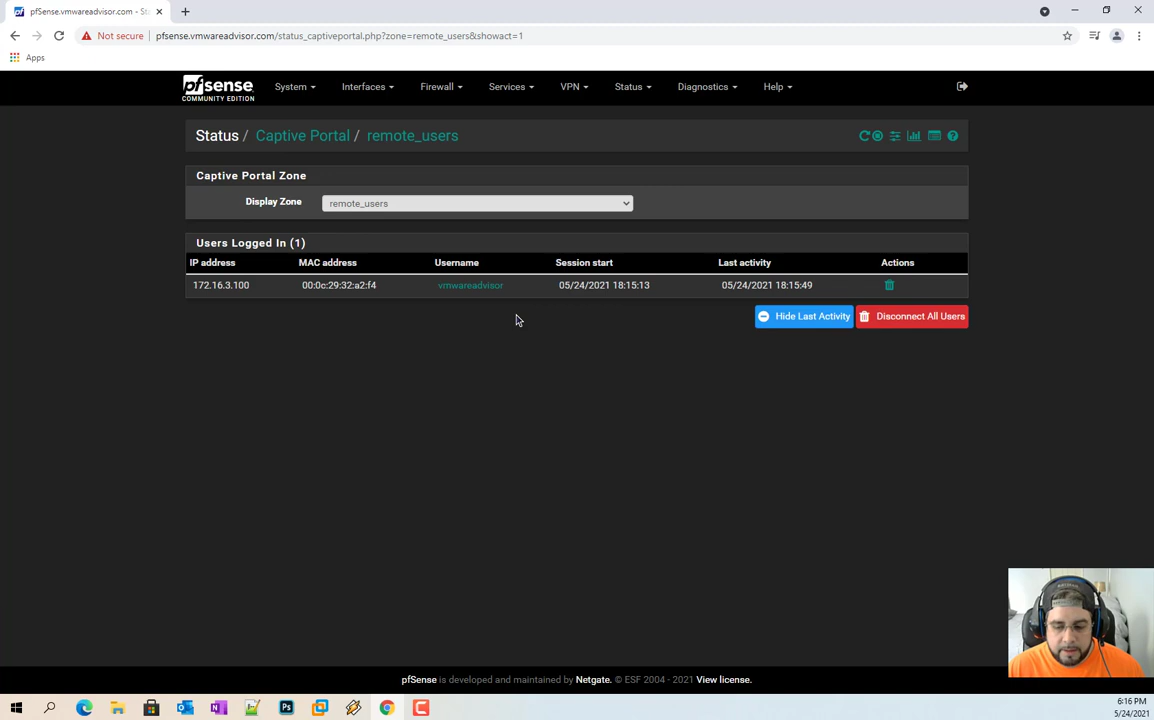 pfSense.vmwareadvisor.com - St
Not secure
pfsense.vmwareadvisor.com/status_captiveportal.php?zone=remote_users&showact=1
Apps
pfsense
COMMUNITY EDITION
System
Interfaces
Firewall
Services
VPN
Status
Diagnostics
Help
Status / Captive Portal / remote_users
Captive Portal Zone
Display Zone
remote_users
Users Logged In (1)
IP address MAC address Username Session start Last activity Actions
172.16.3.100 00:0c:29:32:a2:f4 vmwareadvisor 05/24/2021 18:15:13 05/24/2021 18:15:49
Hide Last Activity
Disconnect All Users
pfSense is developed and maintained by Netgate. © ESF 2004 - 2021 View license.
6:16 PM
5/24/2021